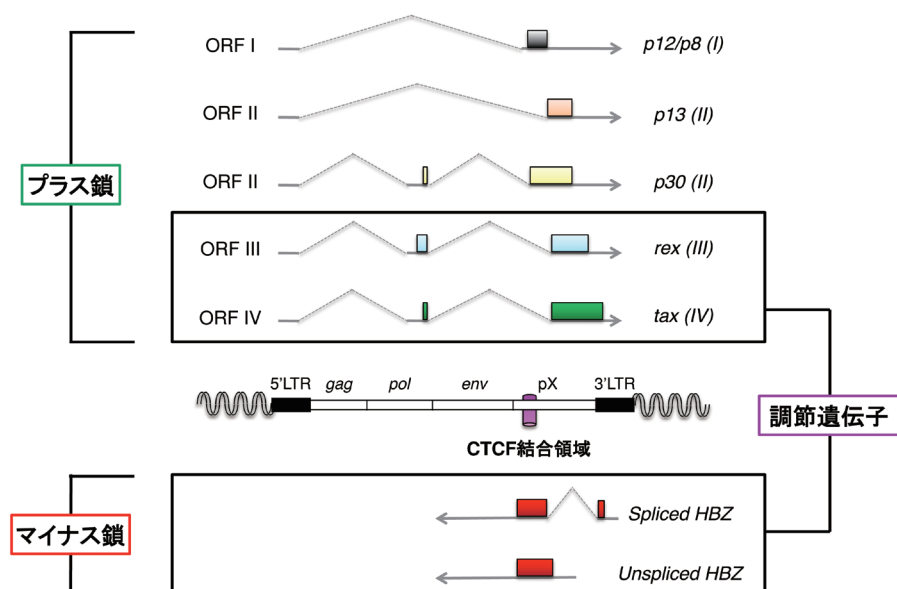 ORF I p12/p8 (I)
ORF II p13 (II)
ORF II p30 (II)
プラス鎖
ORF III rex (III)
ORF IV tax (IV)
5'LTR gag pol env pX 3'LTR
調節遺伝子
CTCF結合領域
マイナス鎖
Spliced HBZ
Unspliced HBZ